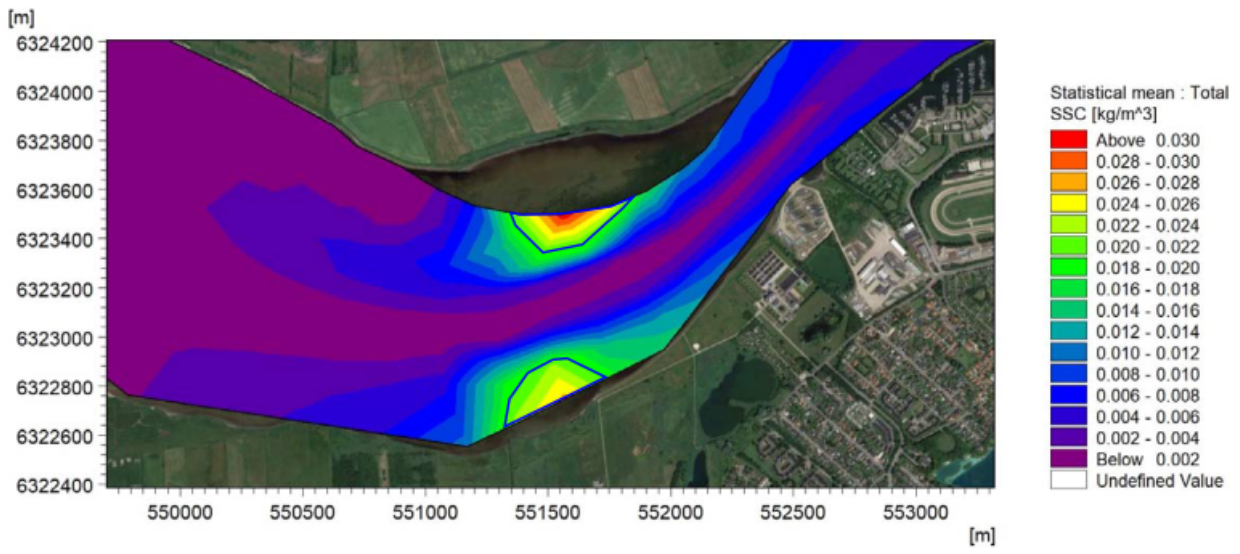 [m]
6324200
6324000
6323800
6323600
6323400
6323200
6323000
6322800
6322600
6322400
550000 550500 551000 551500 552000 552500 553000
[m]
Statistical mean : Total
SSC [kg/m^3]
Above 0.030
0.028 - 0.030
0.026 - 0.028
0.024 - 0.026
0.022 - 0.024
0.020 - 0.022
0.018 - 0.020
0.016 - 0.018
0.014 - 0.016
0.012 - 0.014
0.010 - 0.012
0.008 - 0.010
0.006 - 0.008
0.004 - 0.006
0.002 - 0.004
Below 0.002
Undefined Value